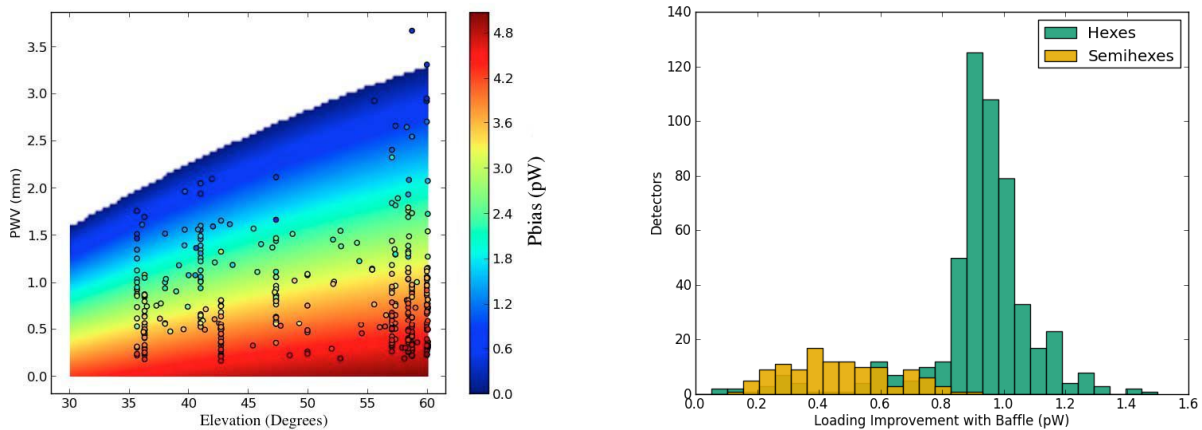 3.5
3.0
2.5
2.0
1.5
1.0
0.5
0.0
PWV (mm)
30 35 40 45 50 55 60
Elevation (Degrees)
4.8
4.2
3.6
3.0
2.4
1.8
1.2
0.6
0.0
Pbias (pW)
140
120
100
80
60
40
20
0
Detectors
0.0 0.2 0.4 0.6 0.8 1.0 1.2 1.4 1.6
Loading Improvement with Baffle (pW)
Hexes
Semihexes